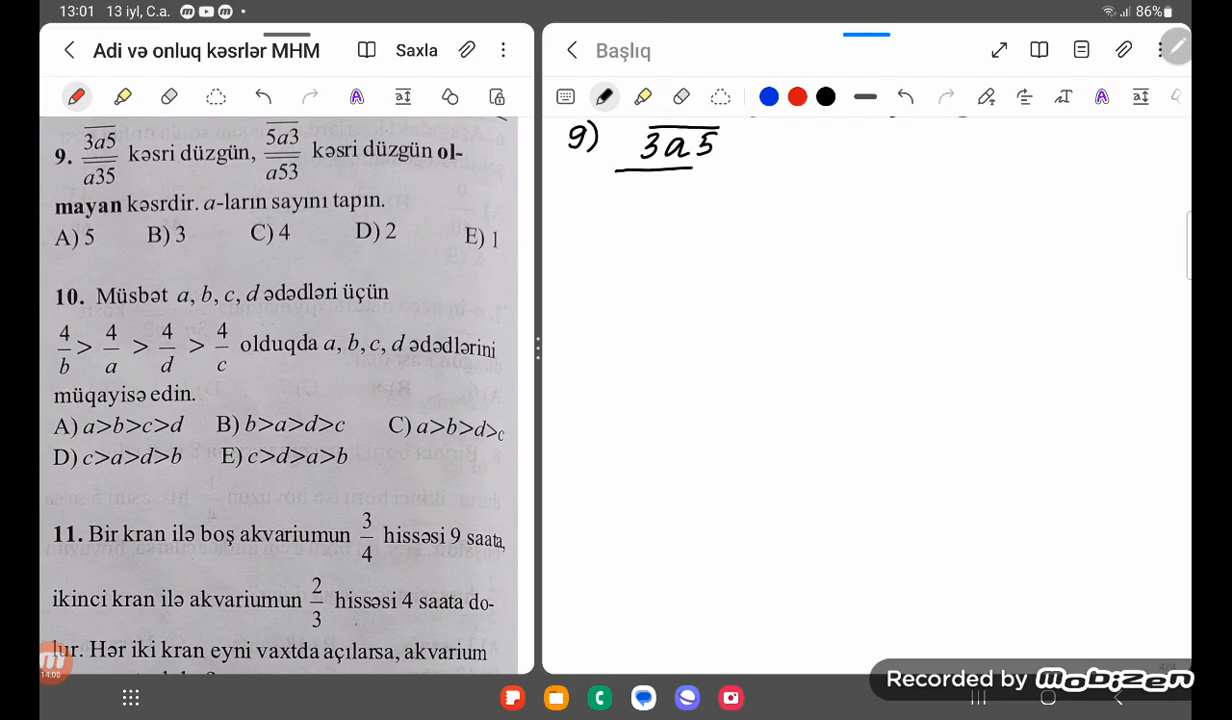 13:01 13 iyl, C.a.
86%
Adi və onluq kəsrlər MHM
Saxla
Başlıq
9. 3a5/a35 kəsri düzgün, 5a3/a53 kəsri düzgün ol-
mayan kəsrdir. a-ların sayını tapın.
A) 5 B) 3 C) 4 D) 2 E) 1
10. Müsbət a, b, c, d ədədləri üçün
4/b > 4/a > 4/d > 4/c olduqda a, b, c, d ədədlərini
müqayisə edin.
A) a>b>c>d B) b>a>d>c C) a>b>d>c
D) c>a>d>b E) c>d>a>b
11. Bir kran ilə boş akvariumun 3/4 hissəsi 9 saata,
ikinci kran ilə akvariumun 2/3 hissəsi 4 saata do-
lur. Hər iki kran eyni vaxtda açılarsa, akvarium
14:00
9) 3a5
Recorded by mobizen